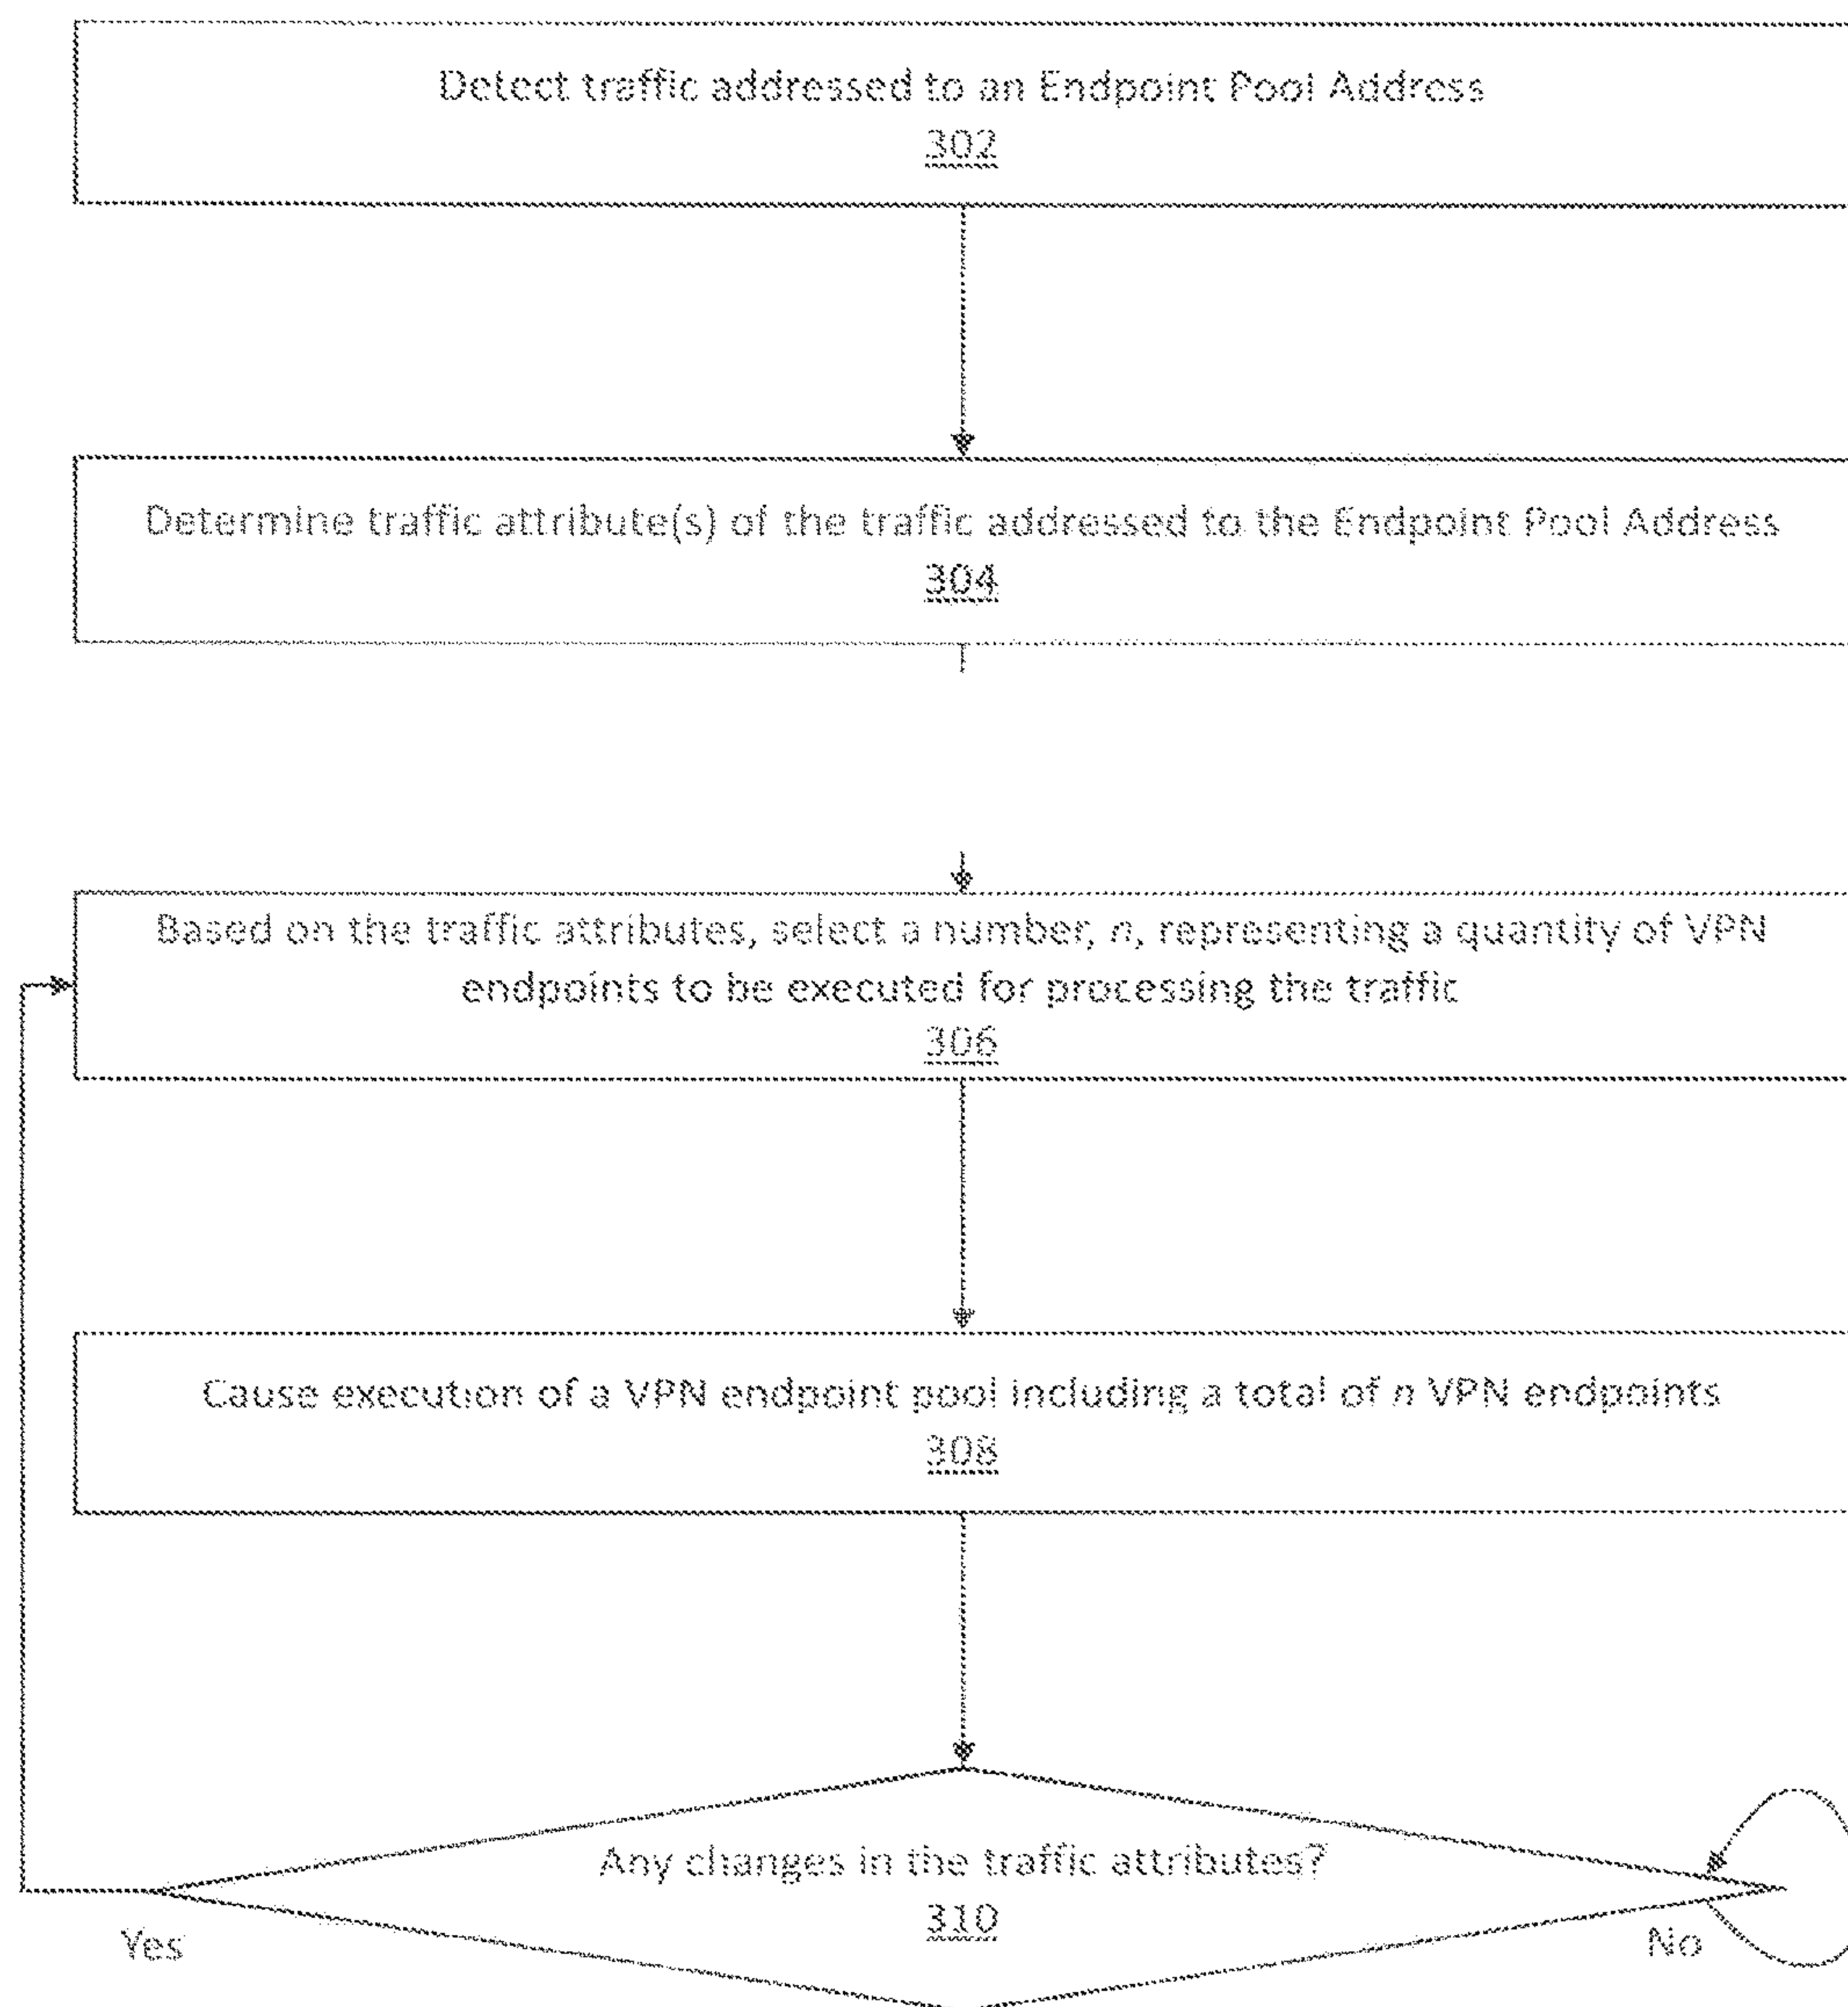 Detect traffic addressed to an Endpoint Pool Address
302
Determine traffic attribute(s) of the traffic addressed to the Endpoint Pool Address
304
Based on the traffic attributes, select a number, n, representing a quantity of VPN
endpoints to be executed for processing the traffic
306
Cause execution of a VPN endpoint pool including a total of n VPN endpoints
308
Any changes in the traffic attributes?
310
Yes
No